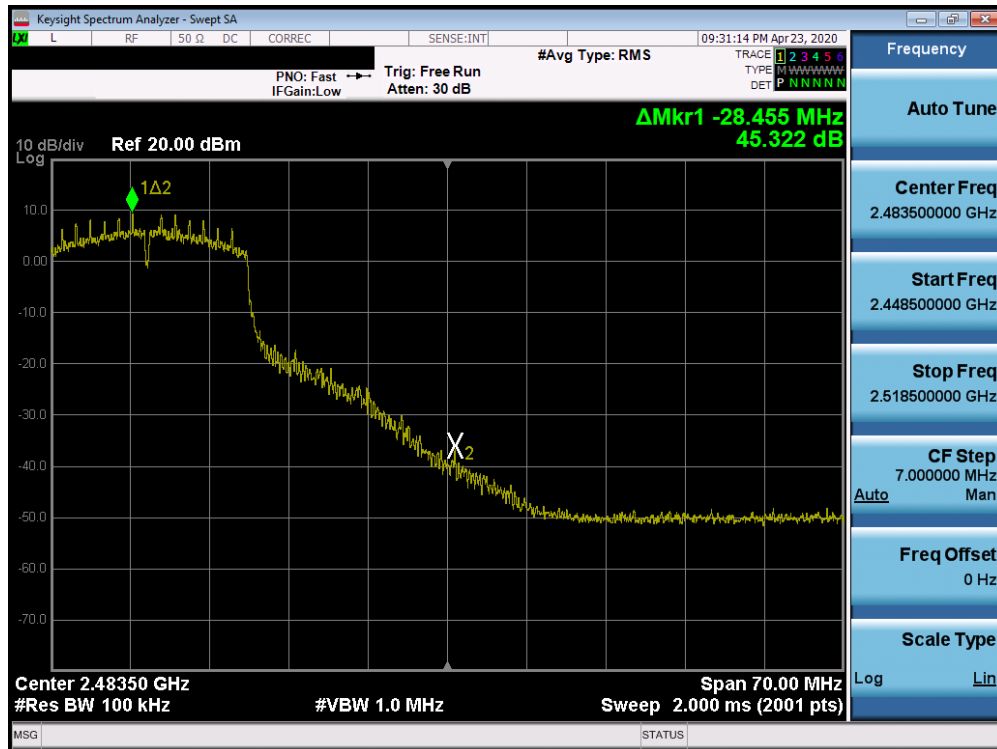 Keysight Spectrum Analyzer - Swept SA
LXI L RF 50 Ω DC CORREC SENSE:INT 09:31:14 PM Apr 23, 2020
PNO: Fast
IFGain:Low
Trig: Free Run
Atten: 30 dB
#Avg Type: RMS
TRACE 1 2 3 4 5 6
TYPE M W W W W W
DET P N N N N N
ΔMkr1 -28.455 MHz
45.322 dB
10 dB/div
Log
Ref 20.00 dBm
1Δ2
10.0
0.00
-10.0
-20.0
-30.0
X2
-40.0
-50.0
-60.0
-70.0
Center 2.48350 GHz
#Res BW 100 kHz
#VBW 1.0 MHz
Span 70.00 MHz
Sweep 2.000 ms (2001 pts)
MSG
STATUS
Frequency
Auto Tune
Center Freq
2.483500000 GHz
Start Freq
2.448500000 GHz
Stop Freq
2.518500000 GHz
CF Step
7.000000 MHz
Auto Man
Freq Offset
0 Hz
Scale Type
Log Lin